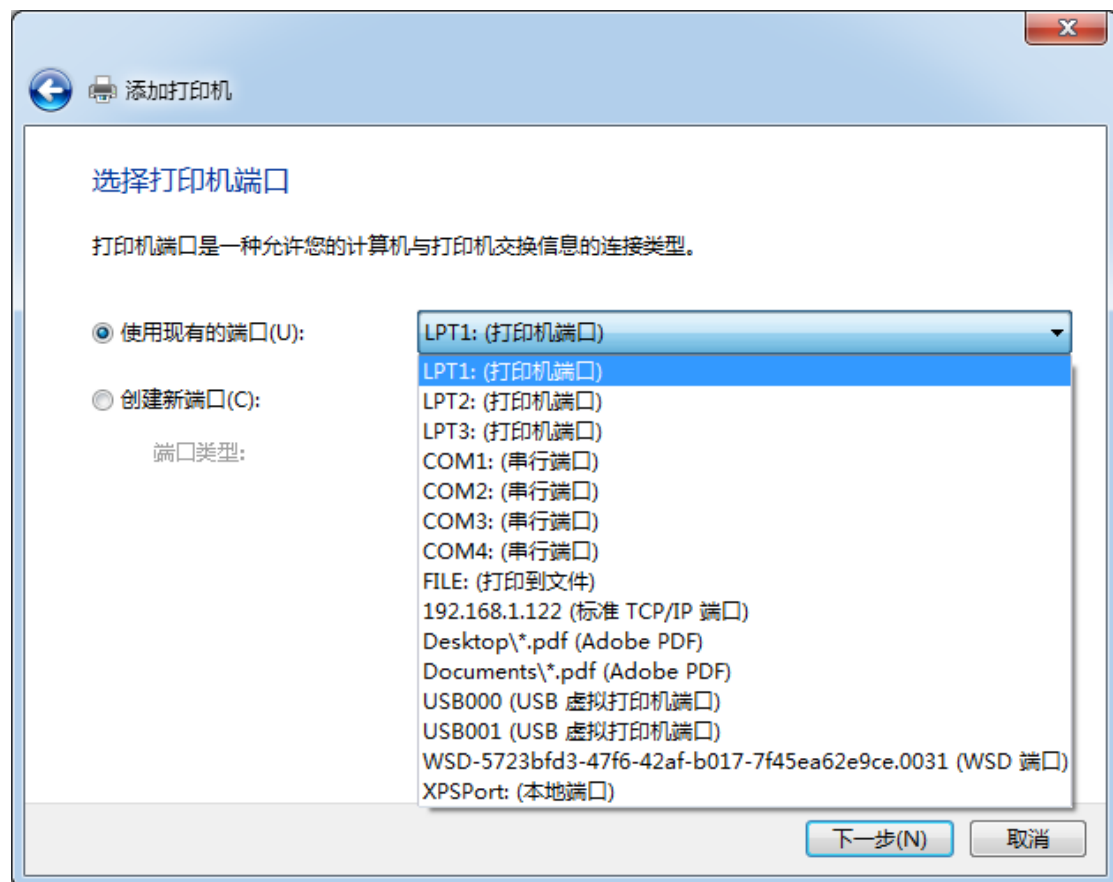 添加打印机
选择打印机端口
打印机端口是一种允许您的计算机与打印机交换信息的连接类型。
使用现有的端口(U):
LPT1: (打印机端口)
LPT1: (打印机端口)
LPT2: (打印机端口)
LPT3: (打印机端口)
COM1: (串行端口)
COM2: (串行端口)
COM3: (串行端口)
COM4: (串行端口)
FILE: (打印到文件)
192.168.1.122 (标准 TCP/IP 端口)
Desktop\*.pdf (Adobe PDF)
Documents\*.pdf (Adobe PDF)
USB000 (USB 虚拟打印机端口)
USB001 (USB 虚拟打印机端口)
WSD-5723bfd3-47f6-42af-b017-7f45ea62e9ce.0031 (WSD 端口)
XPSPort: (本地端口)
创建新端口(C):
端口类型:
下一步(N)
取消